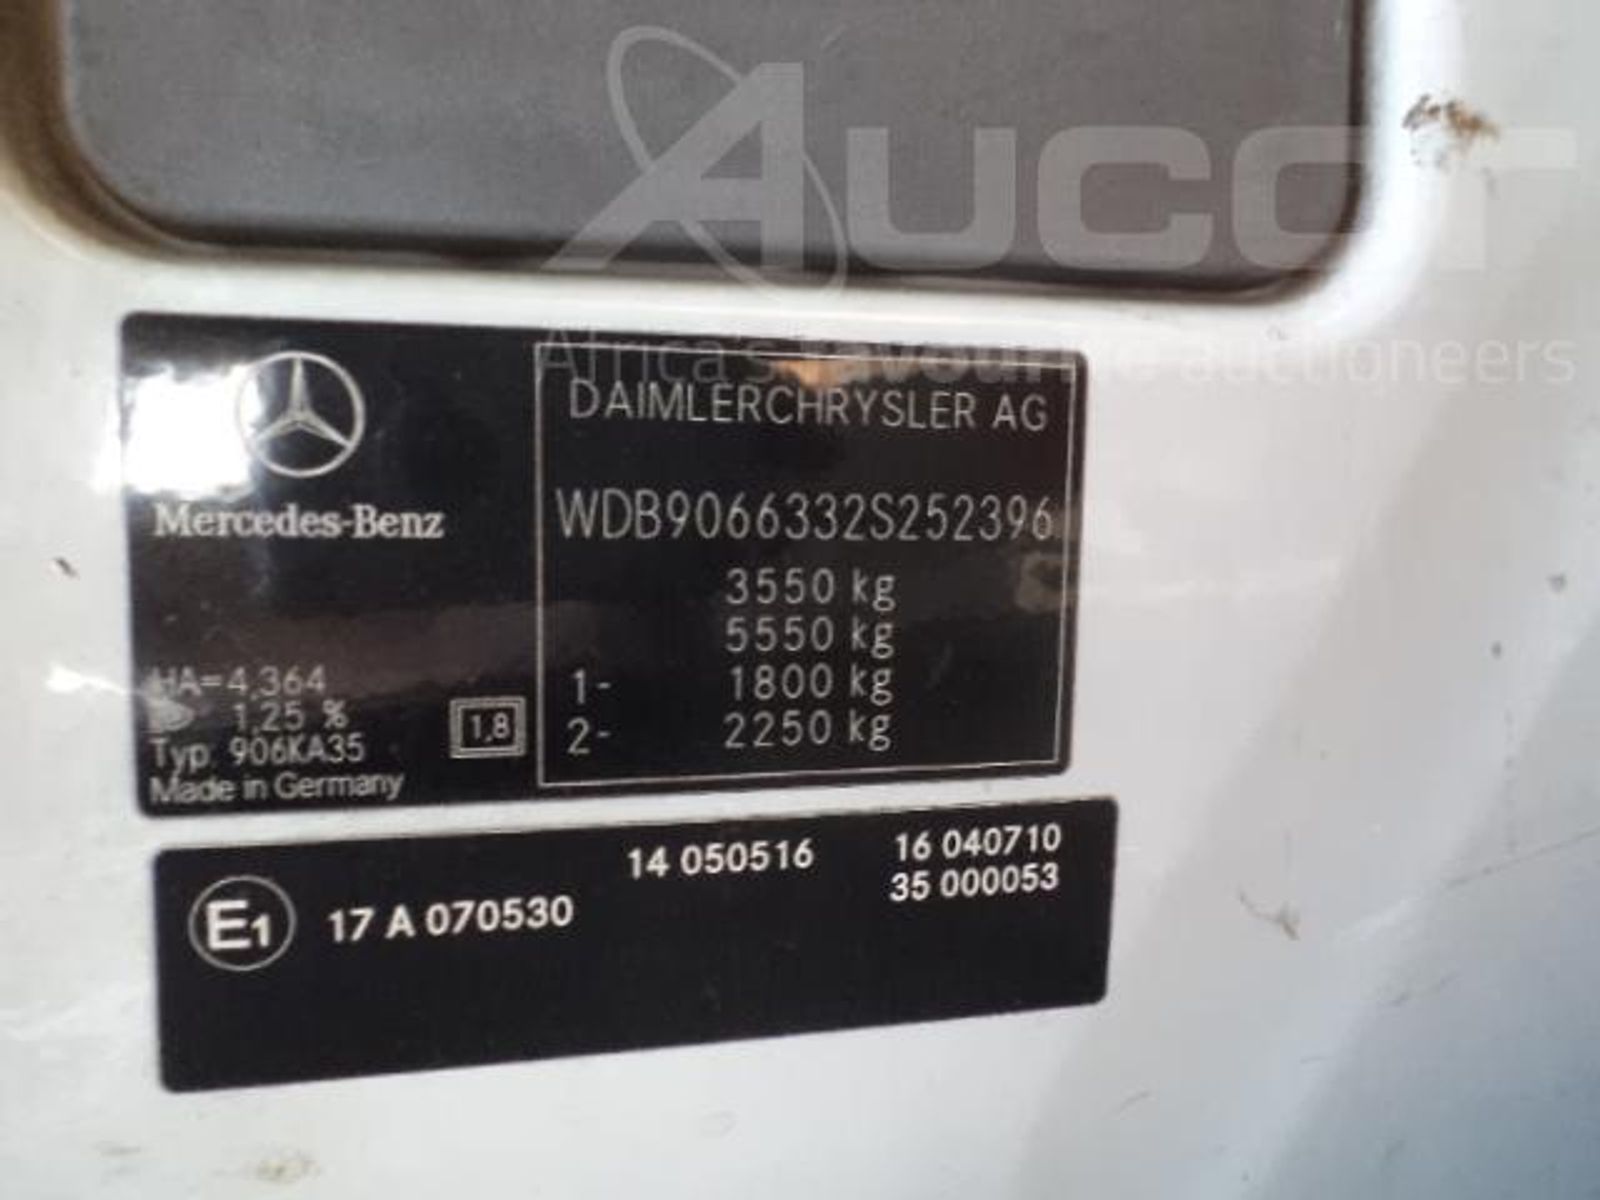 Aucor
Africa's favourite auctioneers
DAIMLERCHRYSLER AG
Mercedes-Benz
WDB9066332S252396
3550 kg
5550 kg
1- 1800 kg
2- 2250 kg
HA=4,364
1,25 %
Typ. 906KA35
Made in Germany
1,8
E1
17 A 070530
14 050516
16 040710
35 000053